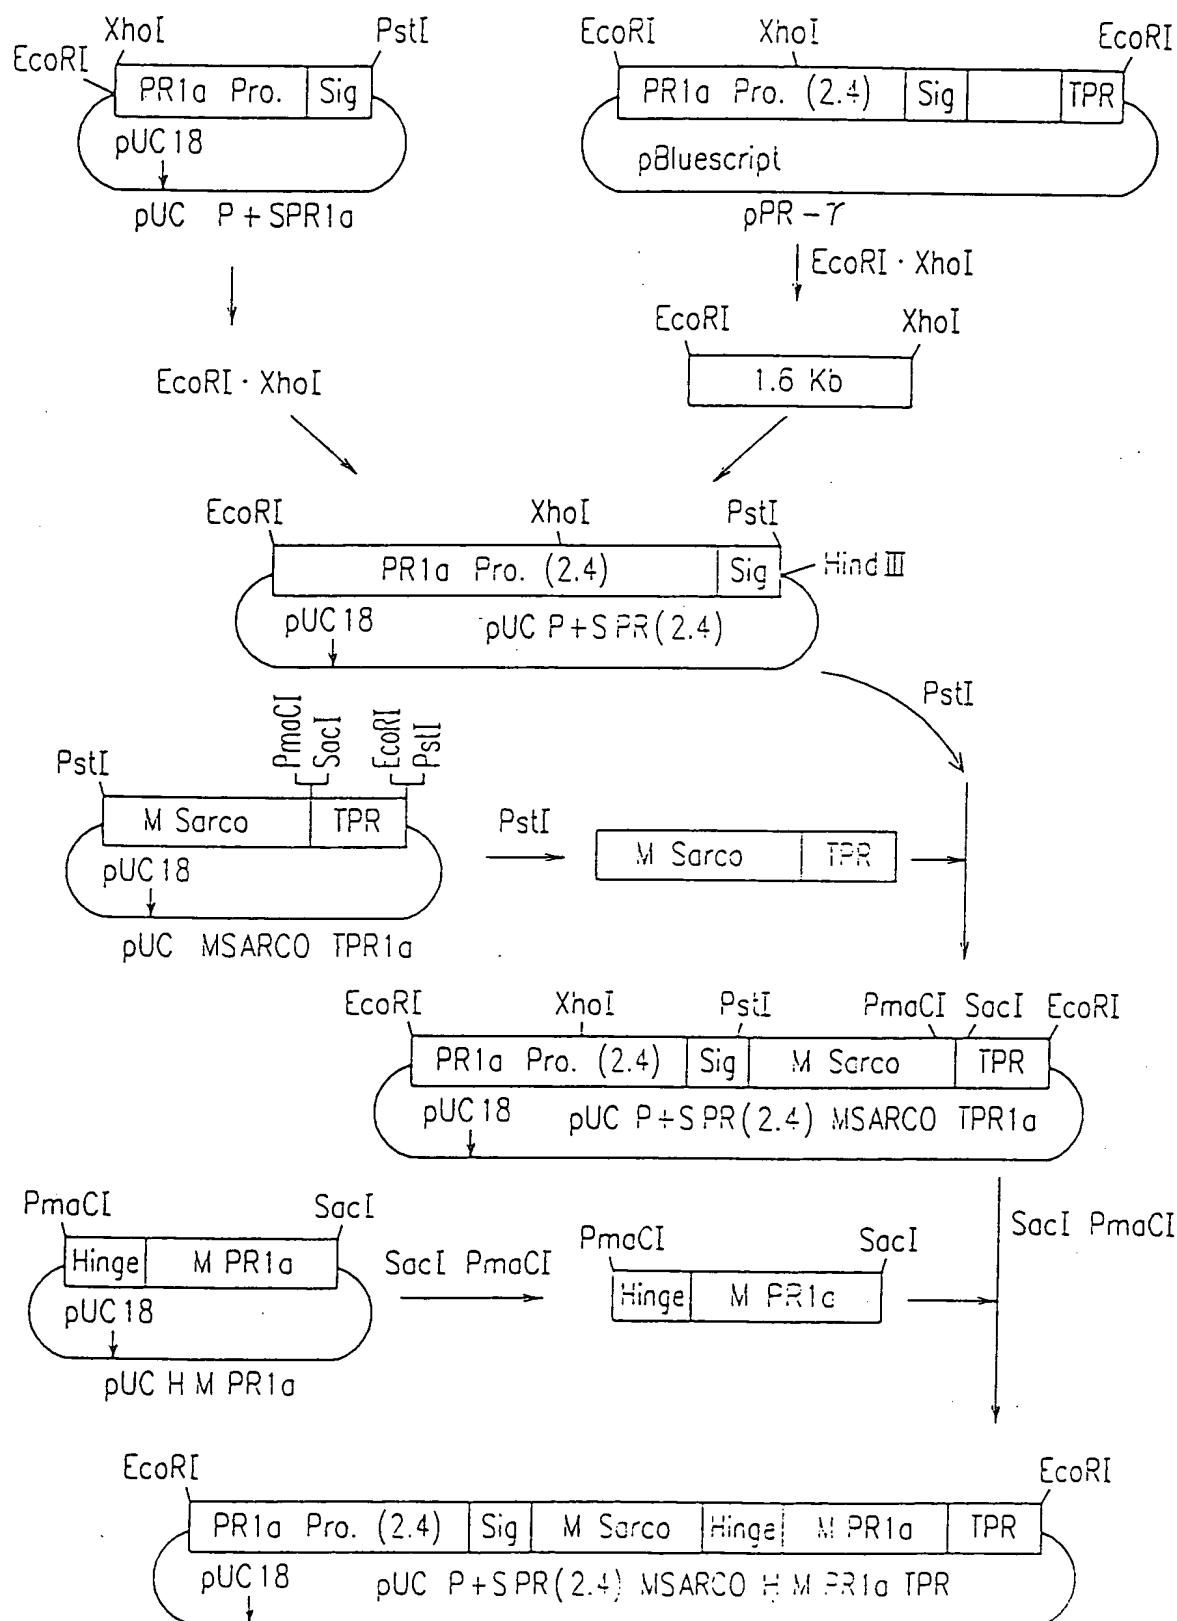 XhoI PstI
EcoRI
PR1a Pro. Sig
pUC18
pUC P+SPR1a
EcoRI XhoI EcoRI
PR1a Pro. (2.4) Sig TPR
pBluescript
pPR-γ
EcoRI · XhoI
EcoRI XhoI
1.6 Kb
EcoRI · XhoI
EcoRI XhoI PstI
PR1a Pro. (2.4) Sig HindIII
pUC18 pUC P+SPR(2.4)
PstI
PstI PmaCI SacI EcoRI PstI
M Sarco TPR
pUC18
pUC MSARCO TPR1a
PstI
M Sarco TPR
EcoRI XhoI PstI PmaCI SacI EcoRI
PR1a Pro. (2.4) Sig M Sarco TPR
pUC18 pUC P+SPR(2.4) MSARCO TPR1a
PmaCI SacI
Hinge M PR1a
pUC18
pUC H M PR1a
SacI PmaCI
PmaCI SacI
Hinge M PR1a
SacI PmaCI
EcoRI EcoRI
PR1a Pro. (2.4) Sig M Sarco Hinge M PR1a TPR
pUC18 pUC P+SPR(2.4) MSARCO H M PR1a TPR